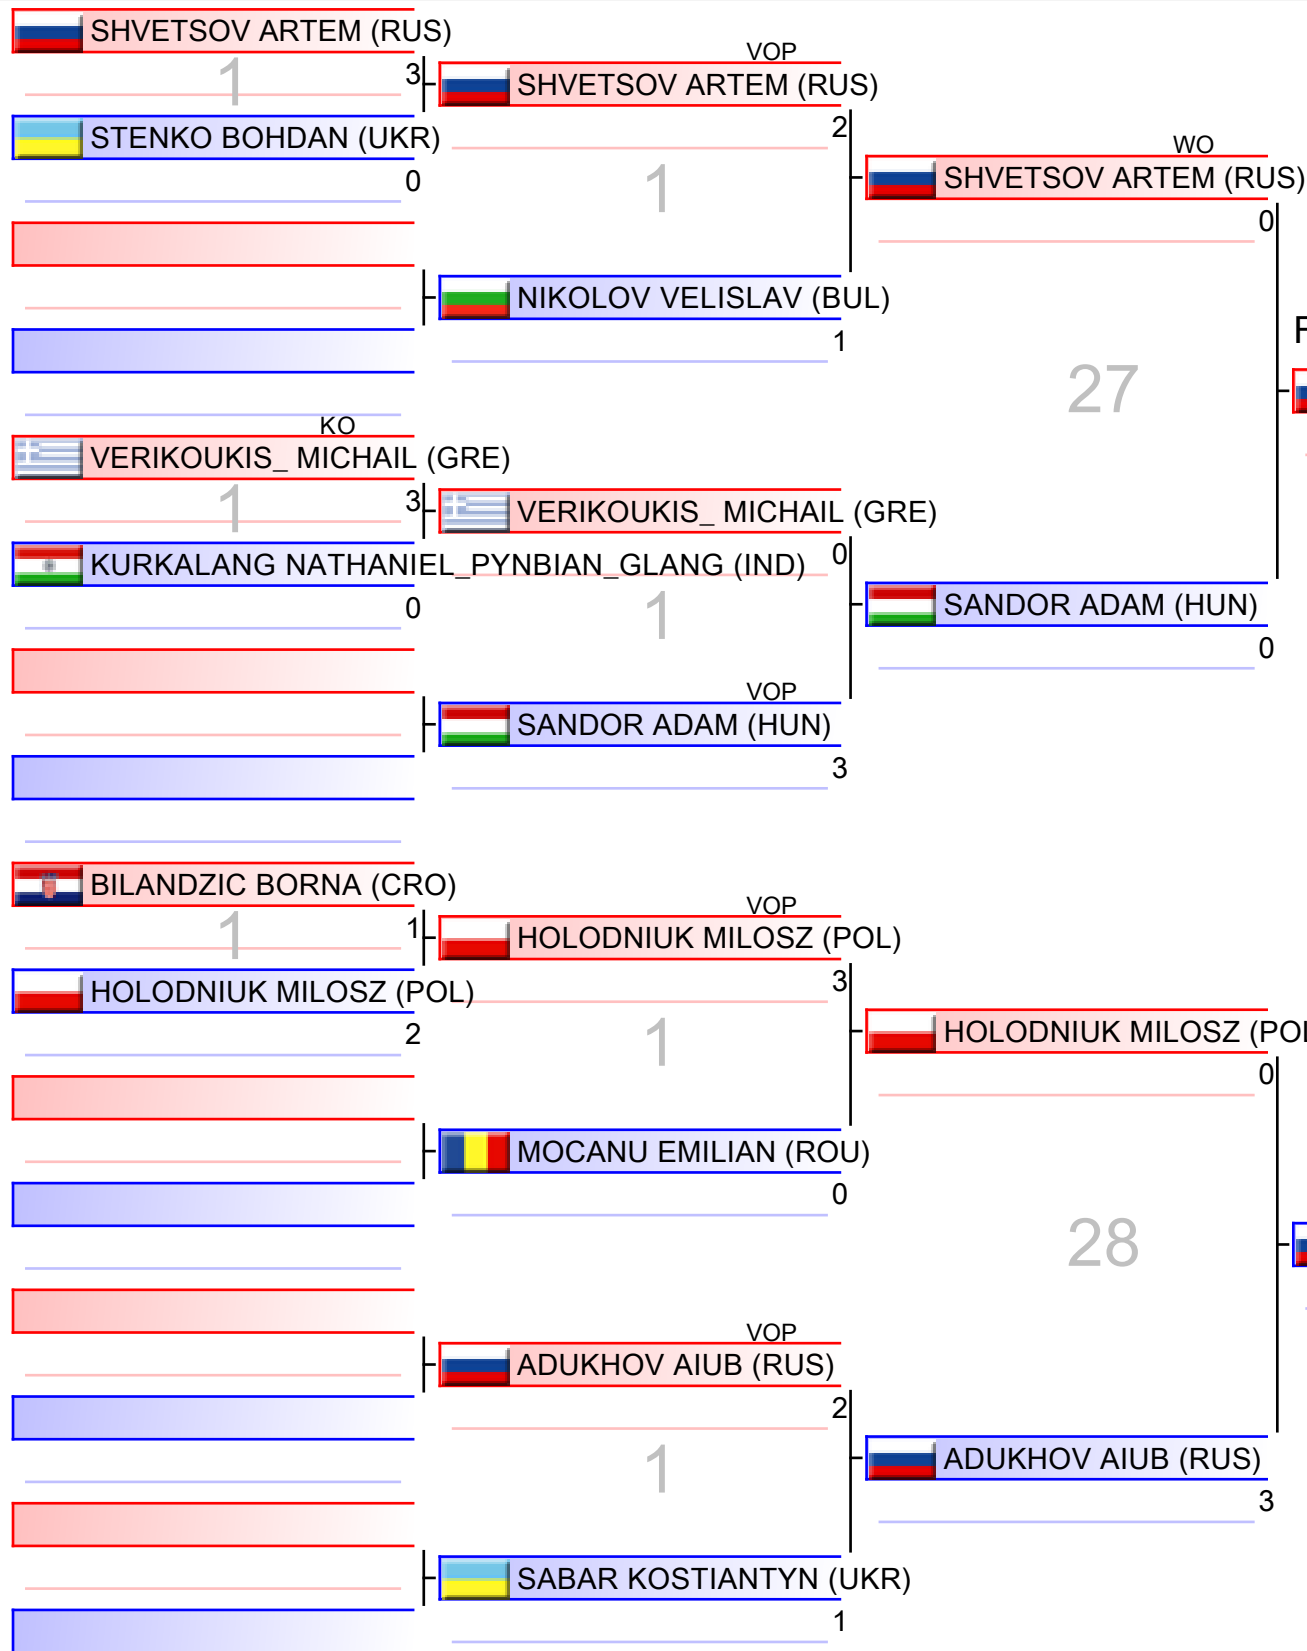 SHVETSOV ARTEM (RUS)
1
3
STENKO BOHDAN (UKR)
0
KO
VERIKOUKIS_ MICHAIL (GRE)
1
3
KURKALANG NATHANIEL_PYNBIAN_GLANG (IND)
0
BILANDZIC BORNA (CRO)
1
1
HOLODNIUK MILOSZ (POL)
2
VOP
SHVETSOV ARTEM (RUS)
2
1
NIKOLOV VELISLAV (BUL)
1
VERIKOUKIS_ MICHAIL (GRE)
0
1
VOP
SANDOR ADAM (HUN)
3
VOP
HOLODNIUK MILOSZ (POL)
3
1
MOCANU EMILIAN (ROU)
0
VOP
ADUKHOV AIUB (RUS)
2
1
SABAR KOSTIANTYN (UKR)
1
WO
SHVETSOV ARTEM (RUS)
0
27
SANDOR ADAM (HUN)
0
HOLODNIUK MILOSZ (POL
0
28
ADUKHOV AIUB (RUS)
3